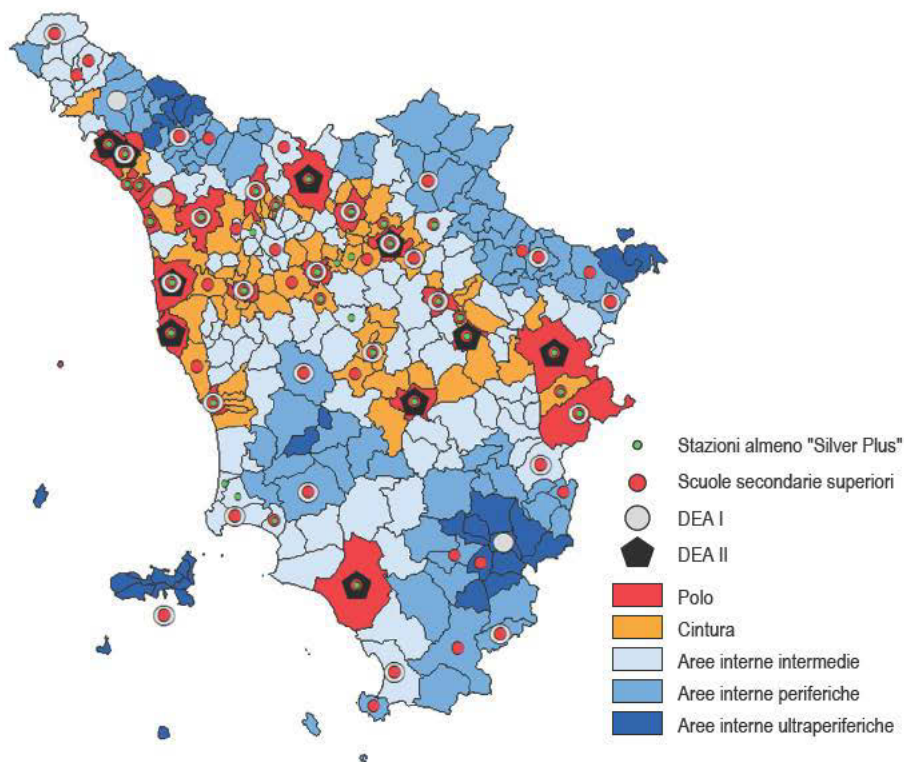 Stazioni almeno "Silver Plus"
Scuole secondarie superiori
DEA I
DEA II
Polo
Cintura
Aree interne intermedie
Aree interne periferiche
Aree interne ultraperiferiche